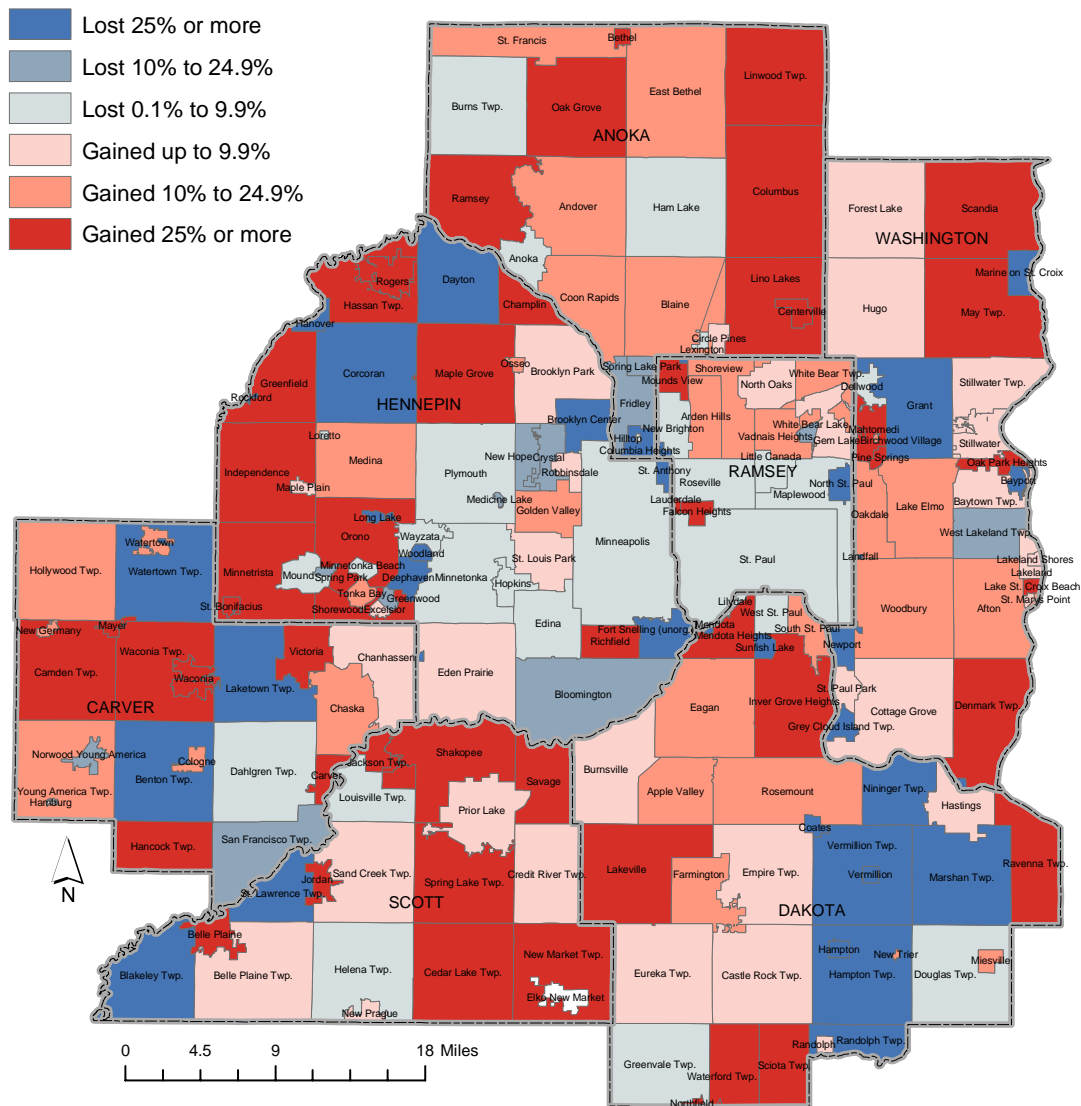 Lost 25% or more
Lost 10% to 24.9%
Lost 0.1% to 9.9%
Gained up to 9.9%
Gained 10% to 24.9%
Gained 25% or more
St. Francis
Bethel
Burns Twp.
Oak Grove
East Bethel
Linwood Twp.
ANOKA
Ramsey
Andover
Ham Lake
Columbus
Forest Lake
Scandia
WASHINGTON
Anoka
Marine on St. Croix
Rogers
Hassan Twp.
Dayton
Champlin
Coon Rapids
Blaine
Lino Lakes
Centerville
Hugo
May Twp.
Hanover
Circle Pines
Lexington
Greenfield
Rockford
Corcoran
Maple Grove
Osseo
Brooklyn Park
Spring Lake Park
Mounds View
Shoreview
North Oaks
White Bear Twp.
Dellwood
Grant
Stillwater Twp.
HENNEPIN
Fridley
Brooklyn Center
Hilltop
Columbia Heights
New Brighton
Arden Hills
Vadnais Heights
White Bear Lake
Gem Lake
Mahtomedi
Birchwood Village
Stillwater
Loretto
Medina
Plymouth
New Hope
Crystal
Robbinsdale
St. Anthony
Little Canada
RAMSEY
Pine Springs
Oak Park Heights
Independence
Maple Plain
Medicine Lake
Golden Valley
Roseville
Maplewood
North St. Paul
Bayport
Baytown Twp.
Lauderdale
Falcon Heights
Oakdale
Lake Elmo
West Lakeland Twp.
Long Lake
Orono
Wayzata
Woodland
Minneapolis
St. Louis Park
St. Paul
Landfall
Lakeland Shores
Lakeland
Hollywood Twp.
Watertown
Watertown Twp.
Minnetrista
Mound
Minnetonka Beach
Spring Park
Deephaven
Minnetonka
Hopkins
Lake St. Croix Beach
St. Marys Point
Tonka Bay
Greenwood
Shorewood
Excelsior
St. Bonifacius
Lilydale
West St. Paul
Woodbury
Afton
New Germany
Mayer
Edina
Richfield
Fort Snelling (unorg.)
Mendota
Mendota Heights
Sunfish Lake
South St. Paul
Newport
Camden Twp.
Waconia Twp.
Waconia
Victoria
Laketown Twp.
Chanhassen
Eden Prairie
Bloomington
CARVER
Chaska
Eagan
Inver Grove Heights
St. Paul Park
Cottage Grove
Denmark Twp.
Grey Cloud Island Twp.
Norwood Young America
Young America Twp.
Hamburg
Cologne
Benton Twp.
Dahlgren Twp.
Carver
Jackson Twp.
Louisville Twp.
Shakopee
Savage
Prior Lake
Burnsville
Apple Valley
Rosemount
Nininger Twp.
Hastings
Coates
Hancock Twp.
San Francisco Twp.
St. Lawrence Twp.
Jordan
Sand Creek Twp.
Spring Lake Twp.
Credit River Twp.
Lakeville
Farmington
Empire Twp.
Vermillion Twp.
Vermillion
Marshan Twp.
Ravenna Twp.
SCOTT
DAKOTA
N
Belle Plaine
Blakeley Twp.
Belle Plaine Twp.
Helena Twp.
Cedar Lake Twp.
New Market Twp.
Elko New Market
New Prague
Eureka Twp.
Castle Rock Twp.
Hampton
Hampton Twp.
New Trier
Douglas Twp.
Miesville
Randolph
Randolph Twp.
Greenvale Twp.
Waterford Twp.
Sciota Twp.
Northfield
0 4.5 9 18 Miles